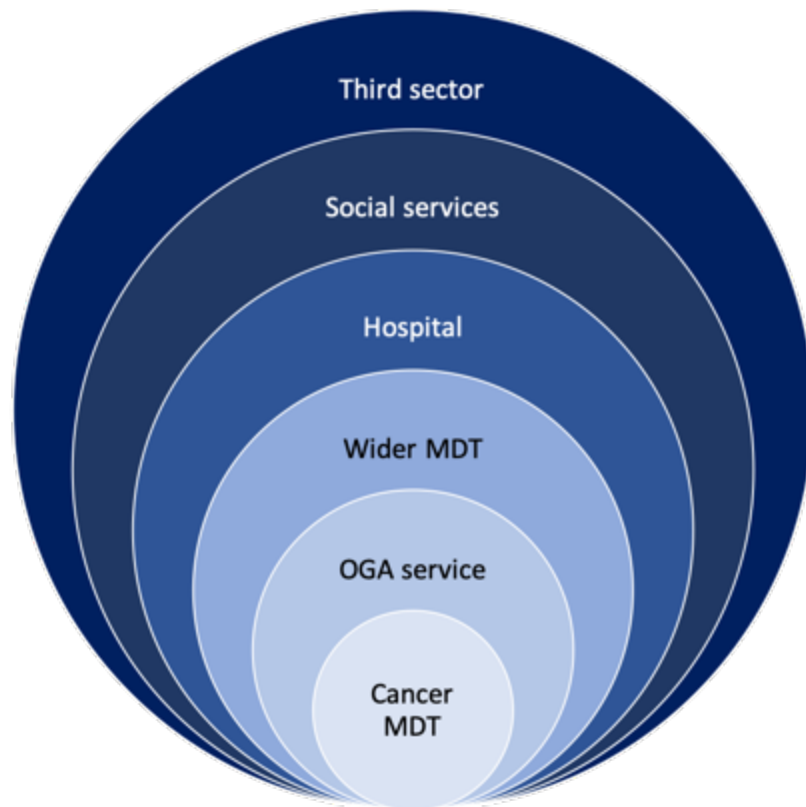 Third sector
Social services
Hospital
Wider MDT
OGA service
Cancer
MDT